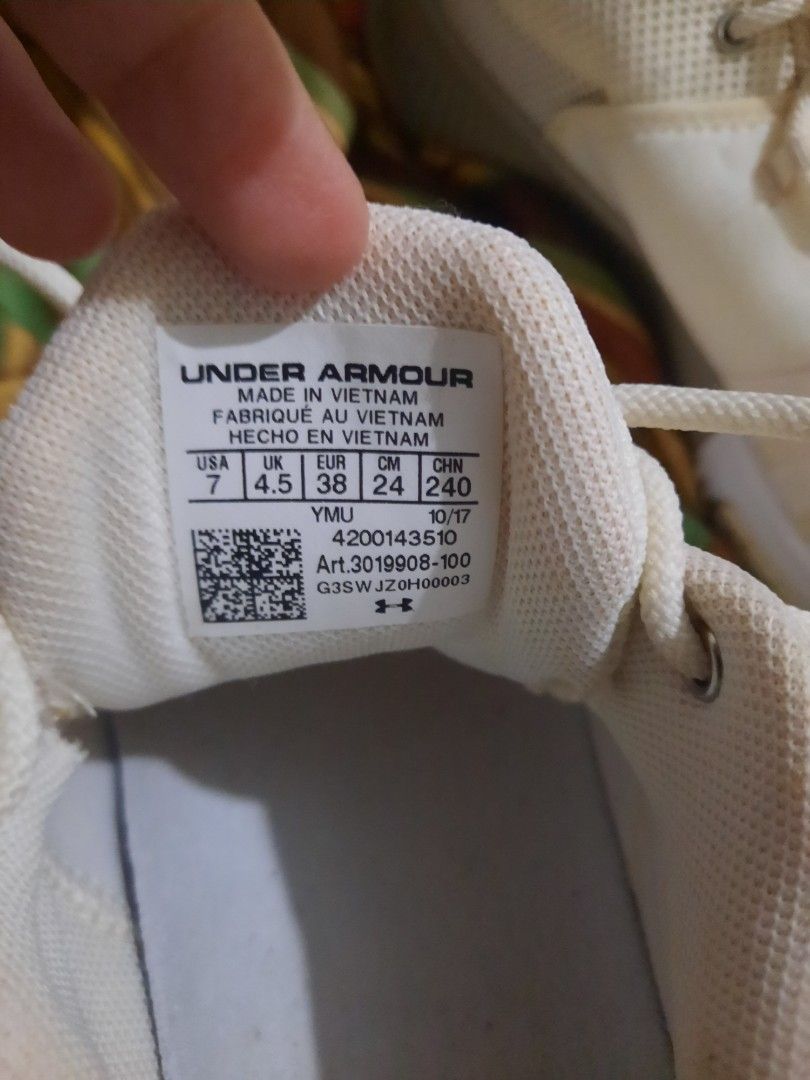 UNDER ARMOUR
MADE IN VIETNAM
FABRIQUÉ AU VIETNAM
HECHO EN VIETNAM
USA UK EUR CM CHN
7 4.5 38 24 240
YMU 10/17
4200143510
Art.3019908-100
G3SWJZ0H00003